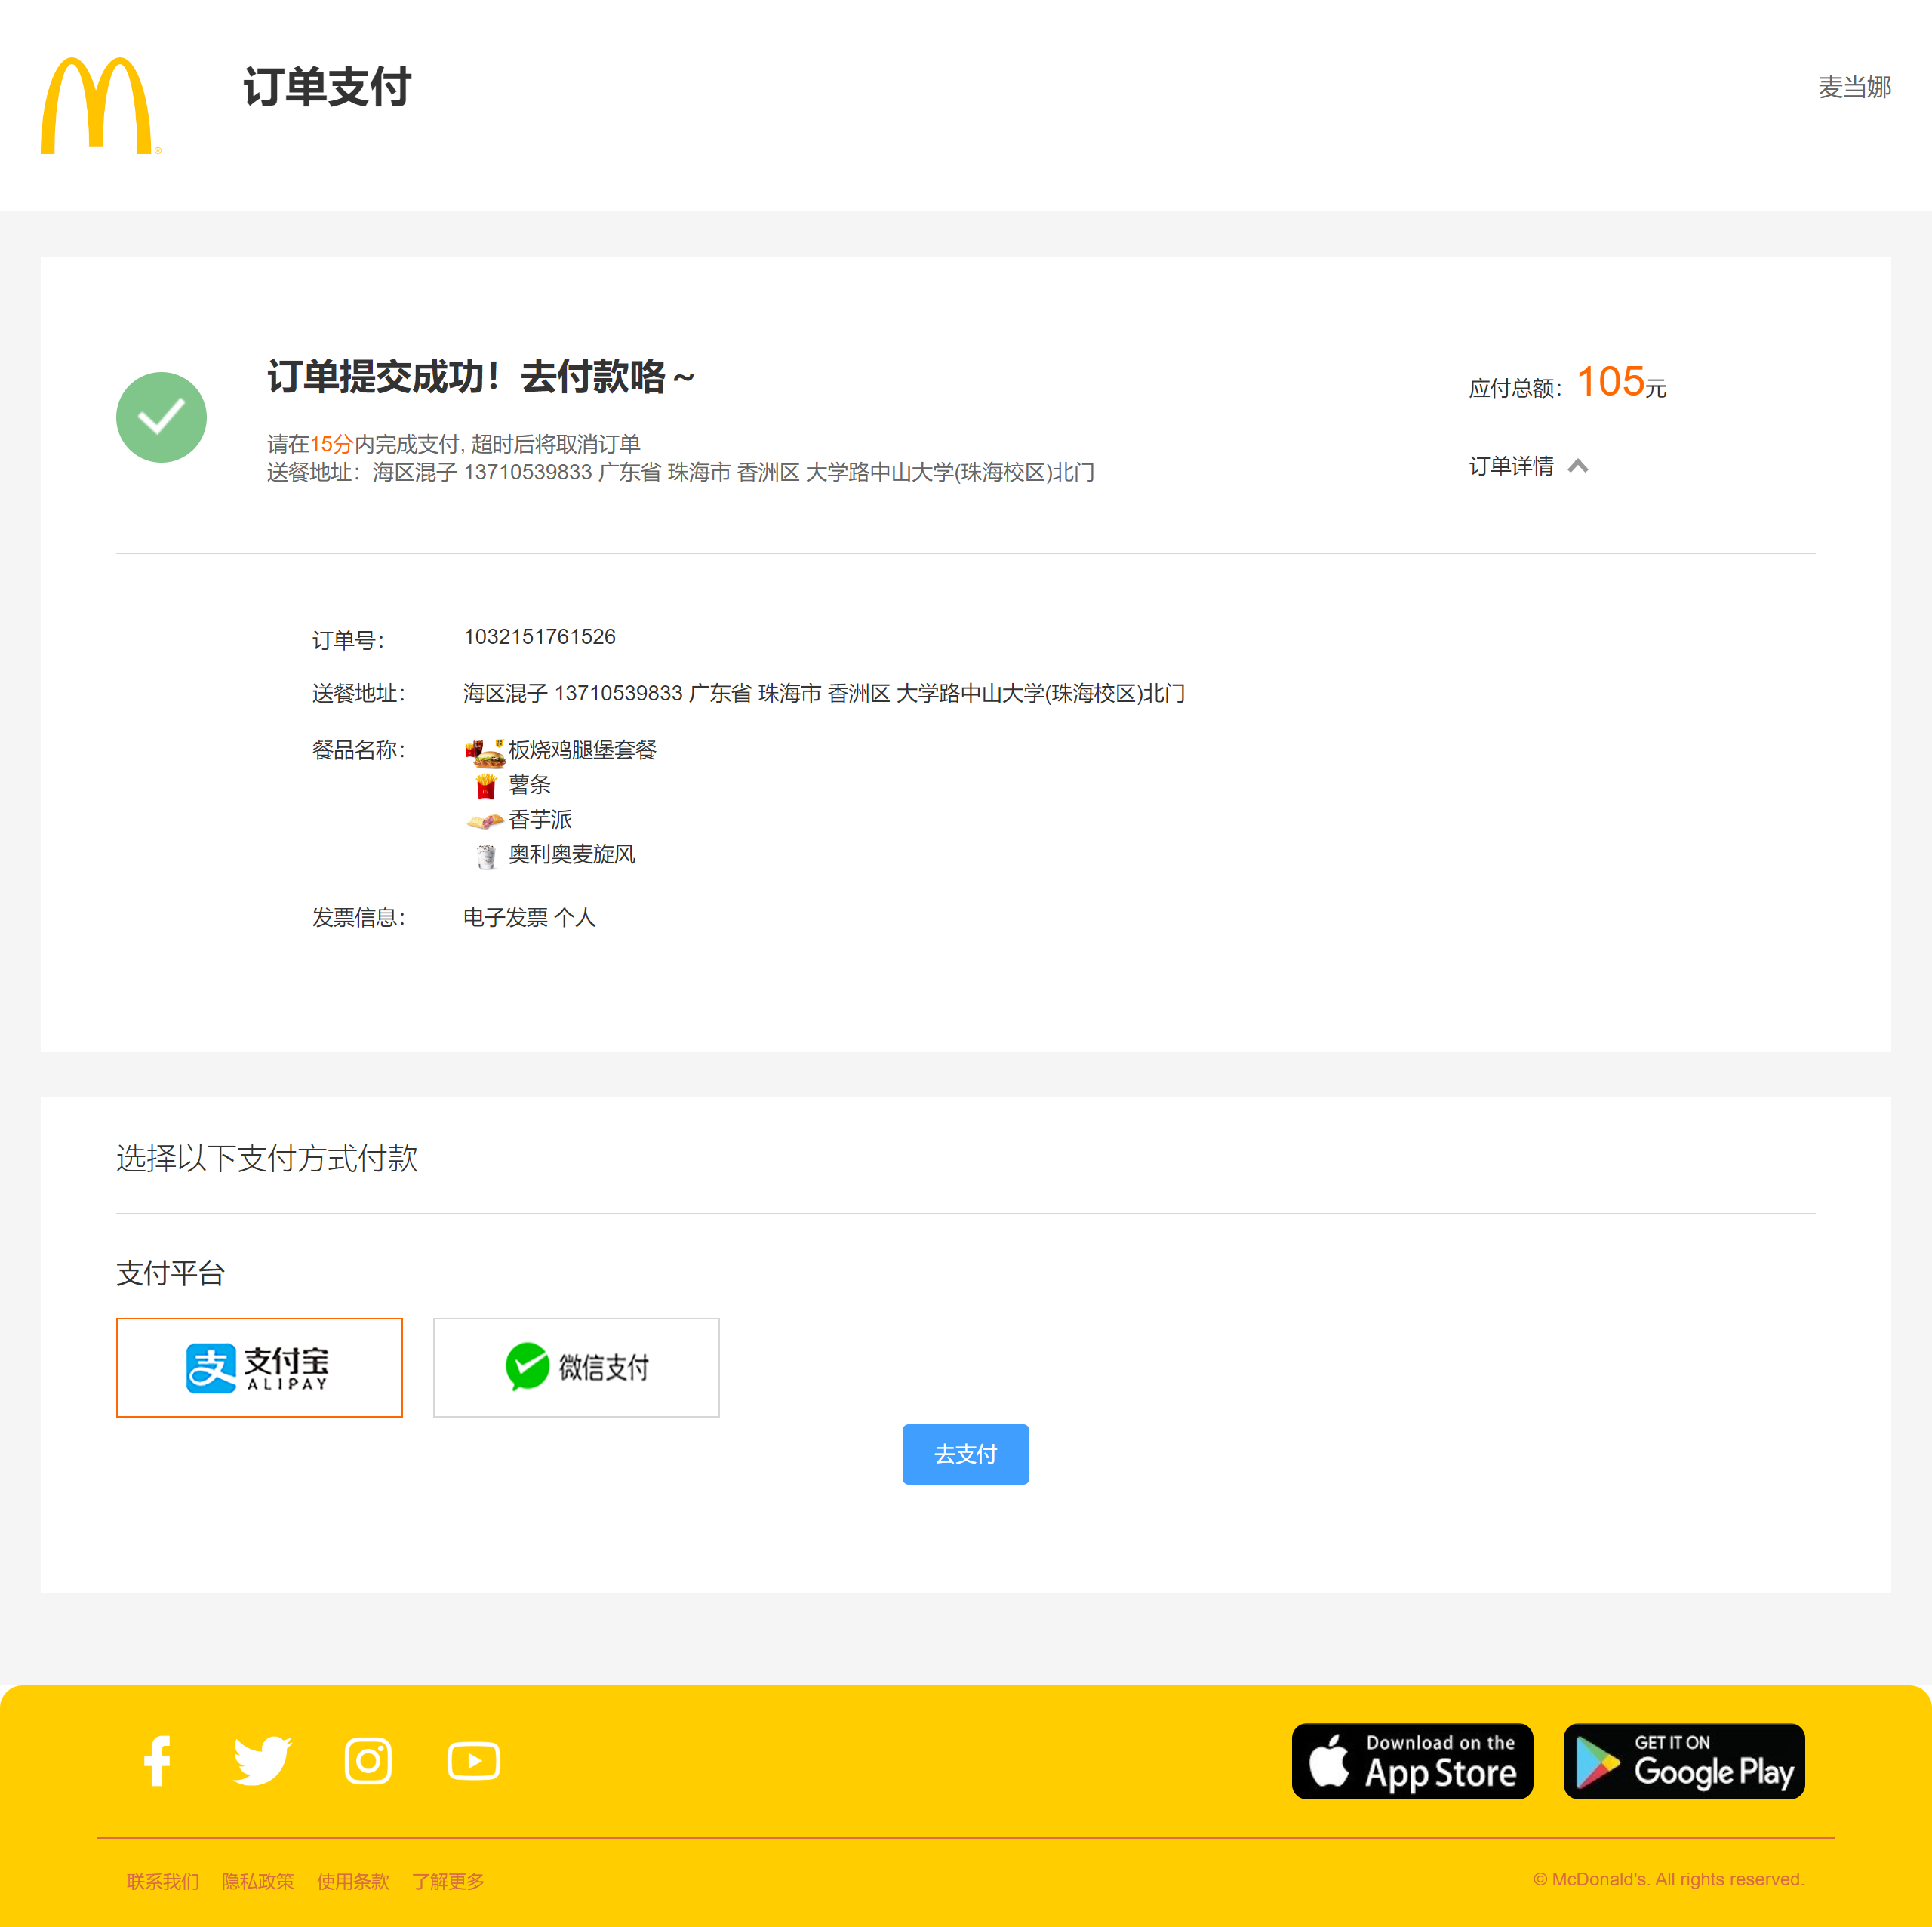 订单支付
麦当娜
订单提交成功！去付款咯～
应付总额：105元
请在15分内完成支付, 超时后将取消订单
送餐地址：海区混子 13710539833 广东省 珠海市 香洲区 大学路中山大学(珠海校区)北门
订单详情
订单号： 1032151761526
送餐地址： 海区混子 13710539833 广东省 珠海市 香洲区 大学路中山大学(珠海校区)北门
餐品名称： 板烧鸡腿堡套餐
薯条
香芋派
奥利奥麦旋风
发票信息： 电子发票 个人
选择以下支付方式付款
支付平台
支 支付宝
ALIPAY
微信支付
去支付
Download on the
App Store
GET IT ON
Google Play
联系我们 隐私政策 使用条款 了解更多
© McDonald's. All rights reserved.